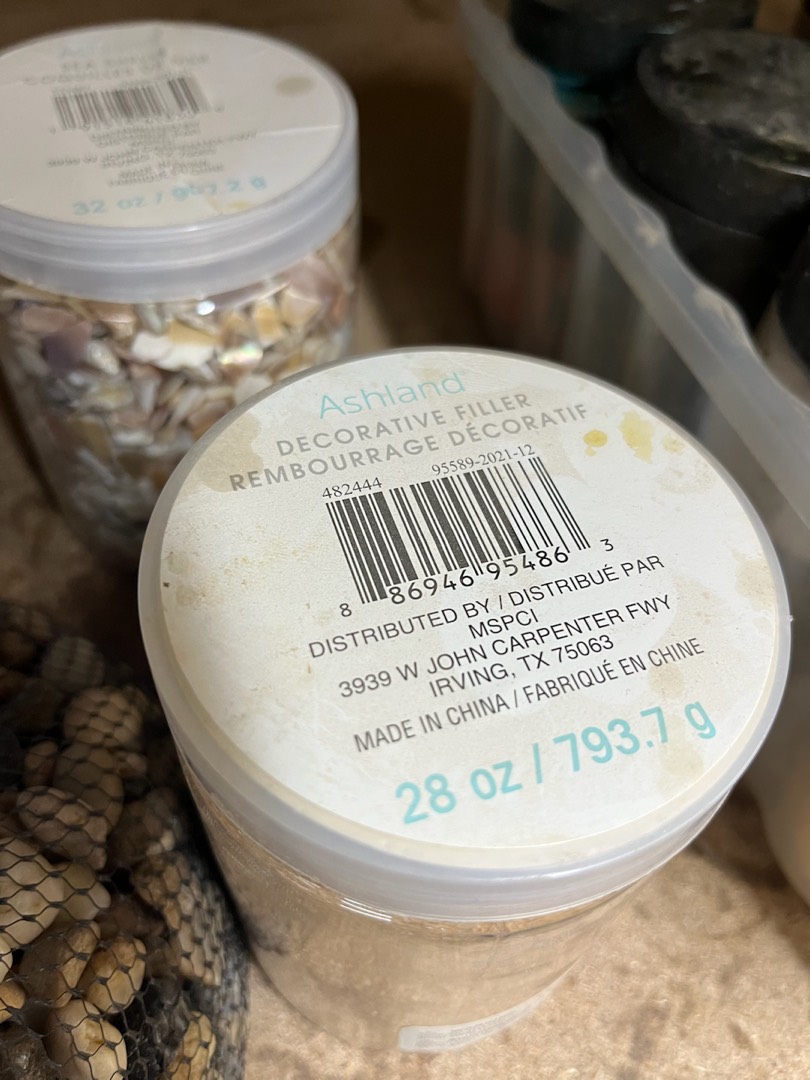 Ashland
32 oz / 907.2 g
Ashland®
DECORATIVE FILLER
REMBOURRAGE DÉCORATIF
482444 95589-2021-12
8 86946 95486 3
DISTRIBUTED BY / DISTRIBUÉ PAR
MSPCI
3939 W JOHN CARPENTER FWY
IRVING, TX 75063
MADE IN CHINA / FABRIQUÉ EN CHINE
28 oz / 793.7 g